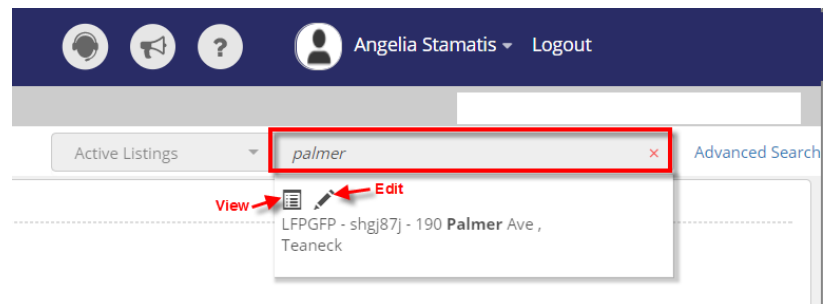 ?
Angelia Stamatis Logout
Active Listings palmer × Advanced Search
View Edit
LFPGFP - shgj87j - 190 Palmer Ave ,
Teaneck